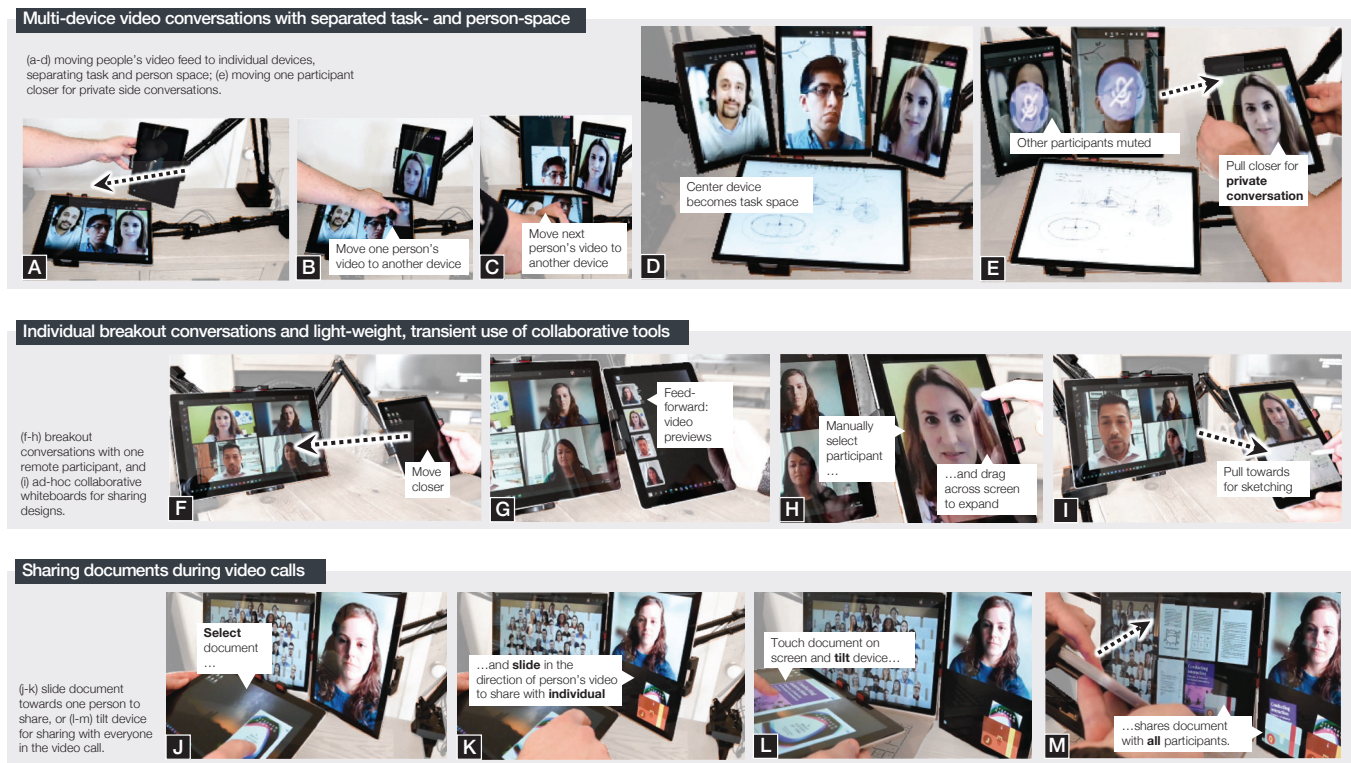 Multi-device video conversations with separated task- and person-space
(a-d) moving people's video feed to individual devices,
separating task and person space; (e) moving one participant
closer for private side conversations.
A
Move one person's
video to another device
B
Move next
person's video to
another device
C
Center device
becomes task space
D
Other participants muted
Pull closer for
private
conversation
E
Individual breakout conversations and light-weight, transient use of collaborative tools
(f-h) breakout
conversations with one
remote participant, and
(i) ad-hoc collaborative
whiteboards for sharing
designs.
Move
closer
F
Feed-
forward:
video
previews
G
Manually
select
participant
…
…and drag
across screen
to expand
H
Pull towards
for sketching
I
Sharing documents during video calls
(j-k) slide document
towards one person to
share, or (l-m) tilt device
for sharing with everyone
in the video call.
Select
document
…
J
…and slide in the
direction of person's video
to share with individual
K
Touch document on
screen and tilt device…
L
Conducting
Interaction
…shares document
with all participants.
M